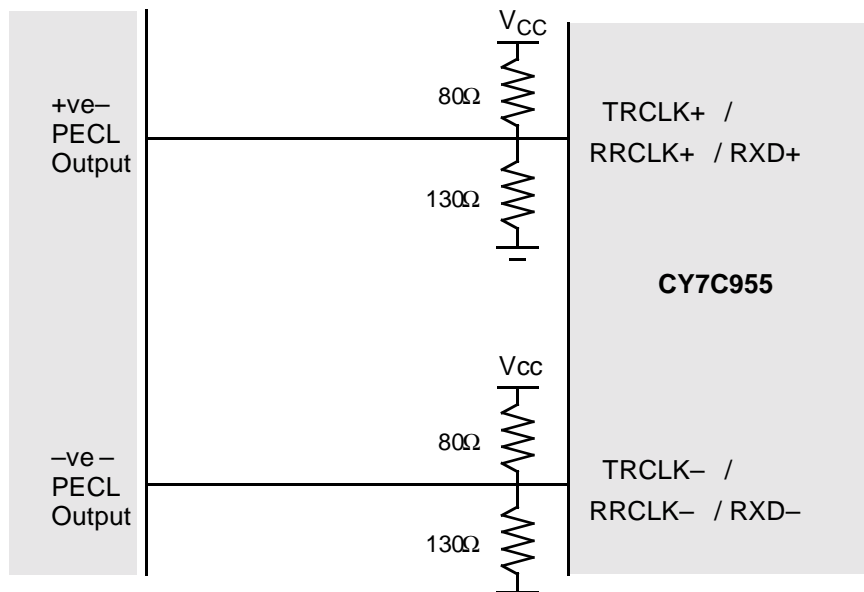 VCC
80Ω
+ve–
PECL
Output
TRCLK+ /
RRCLK+ / RXD+
130Ω
CY7C955
Vcc
80Ω
–ve –
PECL
Output
TRCLK– /
RRCLK– / RXD–
130Ω